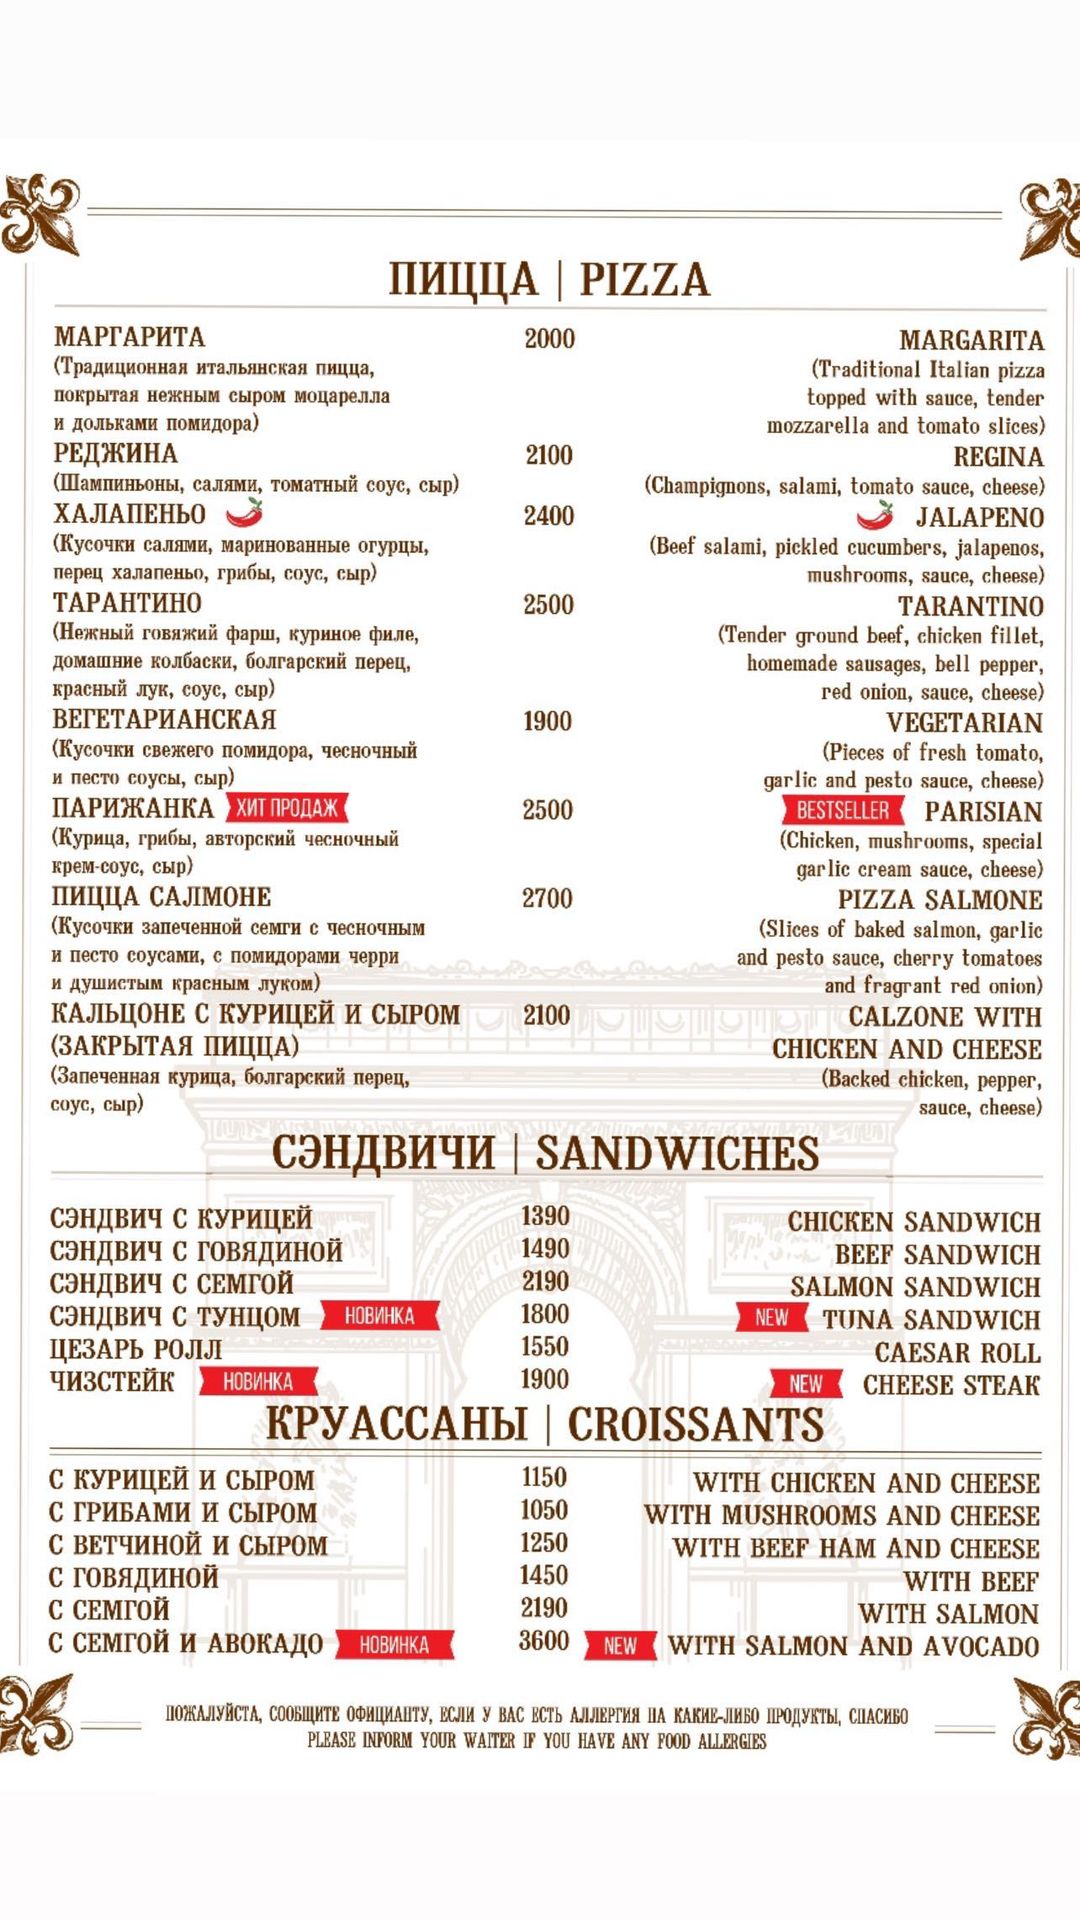 ПИЦЦА | PIZZA
МАРГАРИТА 2000 MARGARITA
(Традиционная итальянская пицца, (Traditional Italian pizza
покрытая нежным сыром моцарелла topped with sauce, tender
и дольками помидора) mozzarella and tomato slices)
РЕДЖИНА 2100 REGINA
(Шампиньоны, салями, томатный соус, сыр) (Champignons, salami, tomato sauce, cheese)
ХАЛАПЕНЬО 2400 JALAPENO
(Кусочки салями, маринованные огурцы, (Beef salami, pickled cucumbers, jalapenos,
перец халапеньо, грибы, соус, сыр) mushrooms, sauce, cheese)
ТАРАНТИНО 2500 TARANTINO
(Нежный говяжий фарш, куриное филе, (Tender ground beef, chicken fillet,
домашние колбаски, болгарский перец, homemade sausages, bell pepper,
красный лук, соус, сыр) red onion, sauce, cheese)
ВЕГЕТАРИАНСКАЯ 1900 VEGETARIAN
(Кусочки свежего помидора, чесночный (Pieces of fresh tomato,
и песто соусы, сыр) garlic and pesto sauce, cheese)
ПАРИЖАНКА ХИТ ПРОДАЖ 2500 BESTSELLER PARISIAN
(Курица, грибы, авторский чесночный (Chicken, mushrooms, special
крем-соус, сыр) garlic cream sauce, cheese)
ПИЦЦА САЛМОНЕ 2700 PIZZA SALMONE
(Кусочки запеченной семги с чесночным (Slices of baked salmon, garlic
и песто соусами, с помидорами черри and pesto sauce, cherry tomatoes
и душистым красным луком) and fragrant red onion)
КАЛЬЦОНЕ С КУРИЦЕЙ И СЫРОМ 2100 CALZONE WITH
(ЗАКРЫТАЯ ПИЦЦА) CHICKEN AND CHEESE
(Запеченная курица, болгарский перец, (Backed chicken, pepper,
соус, сыр) sauce, cheese)
СЭНДВИЧИ | SANDWICHES
СЭНДВИЧ С КУРИЦЕЙ 1390 CHICKEN SANDWICH
СЭНДВИЧ С ГОВЯДИНОЙ 1490 BEEF SANDWICH
СЭНДВИЧ С СЕМГОЙ 2190 SALMON SANDWICH
СЭНДВИЧ С ТУНЦОМ НОВИНКА 1800 NEW TUNA SANDWICH
ЦЕЗАРЬ РОЛЛ 1550 CAESAR ROLL
ЧИЗСТЕЙК НОВИНКА 1900 NEW CHEESE STEAK
КРУАССАНЫ | CROISSANTS
С КУРИЦЕЙ И СЫРОМ 1150 WITH CHICKEN AND CHEESE
С ГРИБАМИ И СЫРОМ 1050 WITH MUSHROOMS AND CHEESE
С ВЕТЧИНОЙ И СЫРОМ 1250 WITH BEEF HAM AND CHEESE
С ГОВЯДИНОЙ 1450 WITH BEEF
С СЕМГОЙ 2190 WITH SALMON
С СЕМГОЙ И АВОКАДО НОВИНКА 3600 NEW WITH SALMON AND AVOCADO
ПОЖАЛУЙСТА, СООБЩИТЕ ОФИЦИАНТУ, ЕСЛИ У ВАС ЕСТЬ АЛЛЕРГИЯ НА КАКИЕ-ЛИБО ПРОДУКТЫ, СПАСИБО
PLEASE INFORM YOUR WAITER IF YOU HAVE ANY FOOD ALLERGIES